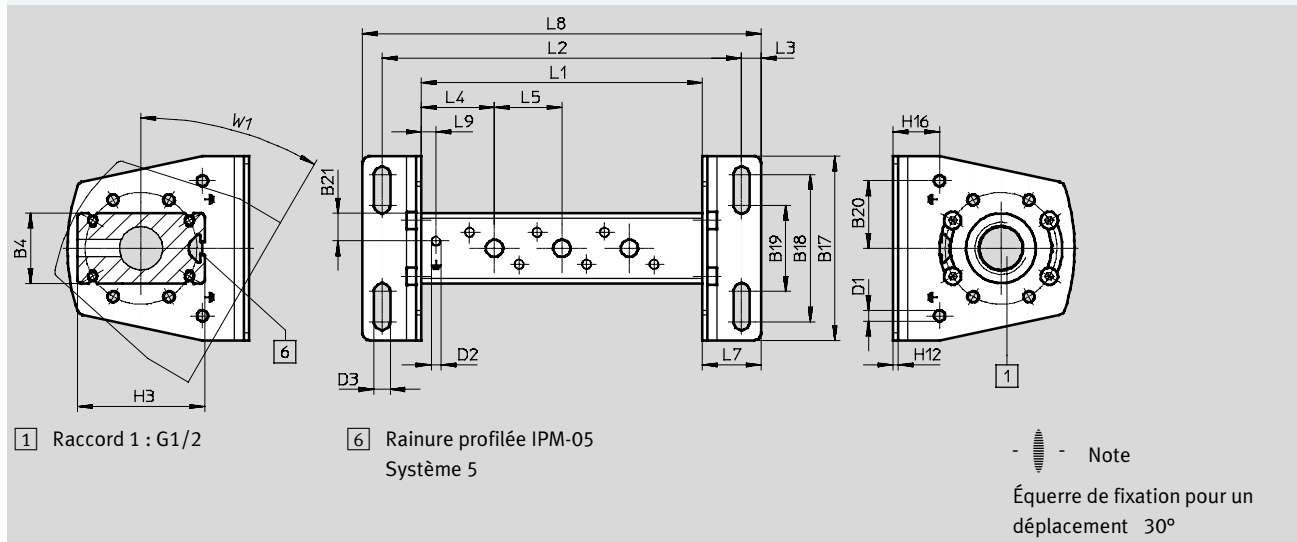 L8
L2
L3
L1
L4
L5
L9
W1
B21
B4
H3
6
D3
D2
L7
B19
B18
B17
H16
B20
D1
H12
1
1 Raccord 1 : G1/2
6 Rainure profilée IPM-05
Système 5
Note
Équerre de fixation pour un
déplacement 30°